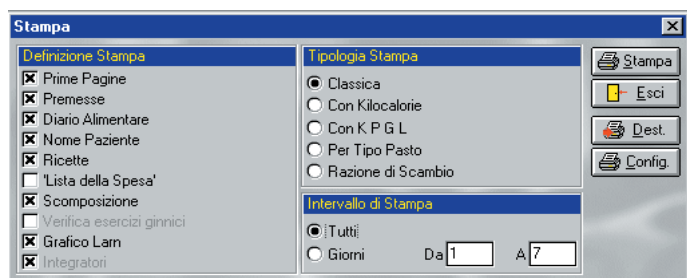 Stampa
Definizione Stampa
Prime Pagine
Premesse
Diario Alimentare
Nome Paziente
Ricette
'Lista della Spesa'
Scomposizione
Verifica esercizi ginnici
Grafico Larn
Integratori
Tipologia Stampa
Classica
Con Kilocalorie
Con K P G L
Per Tipo Pasto
Razione di Scambio
Intervallo di Stampa
Tutti
Giorni Da 1 A 7
Stampa
Esci
Dest.
Config.